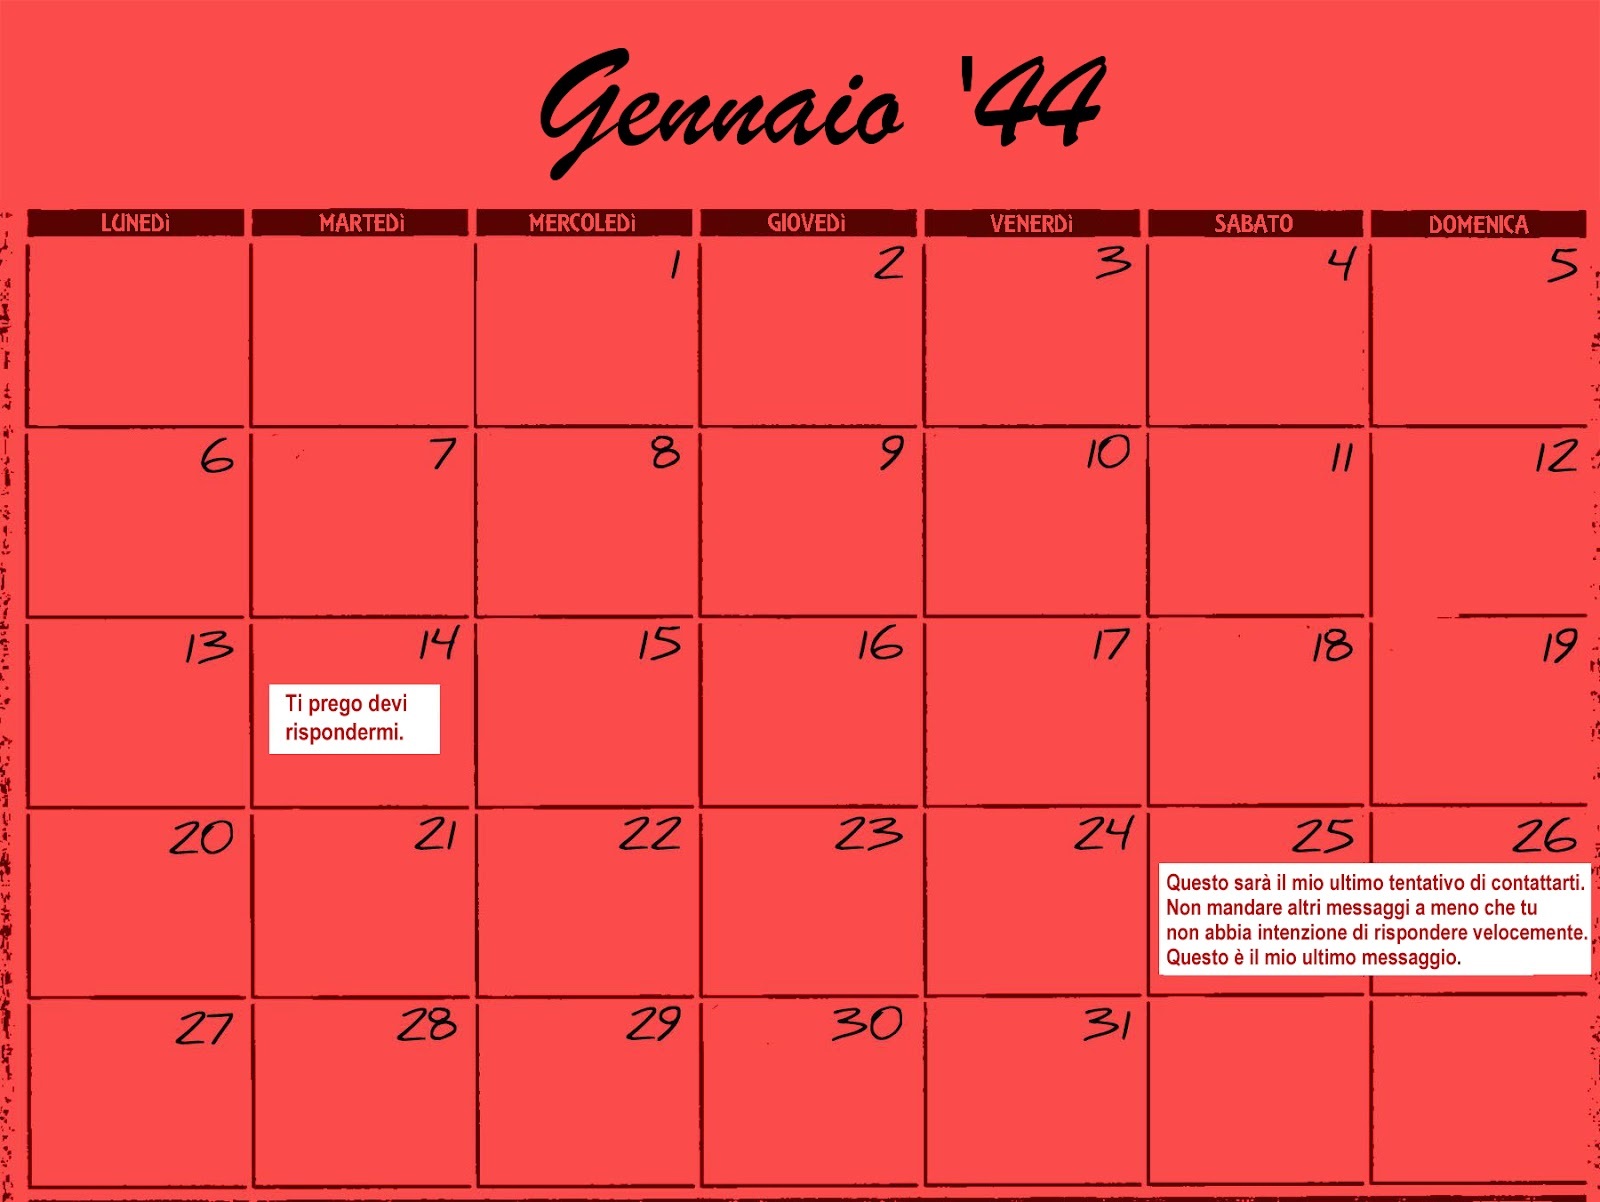 Gennaio '44
LUNEDì MARTEDì MERCOLEDì GIOVEDì VENERDì SABATO DOMENICA
1 2 3 4 5
6 7 8 9 10 11 12
13 14 15 16 17 18 19
Ti prego devi
rispondermi.
20 21 22 23 24 25 26
Questo sarà il mio ultimo tentativo di contattarti.
Non mandare altri messaggi a meno che tu
non abbia intenzione di rispondere velocemente.
Questo è il mio ultimo messaggio.
27 28 29 30 31